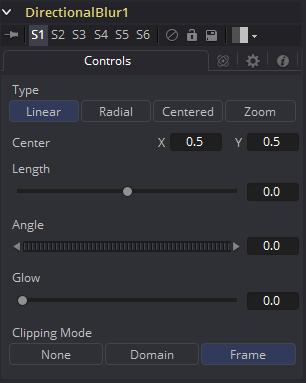 DirectionalBlur1
S1 S2 S3 S4 S5 S6
Controls
Type
Linear Radial Centered Zoom
Center X 0.5 Y 0.5
Length
0.0
Angle
0.0
Glow
0.0
Clipping Mode
None Domain Frame